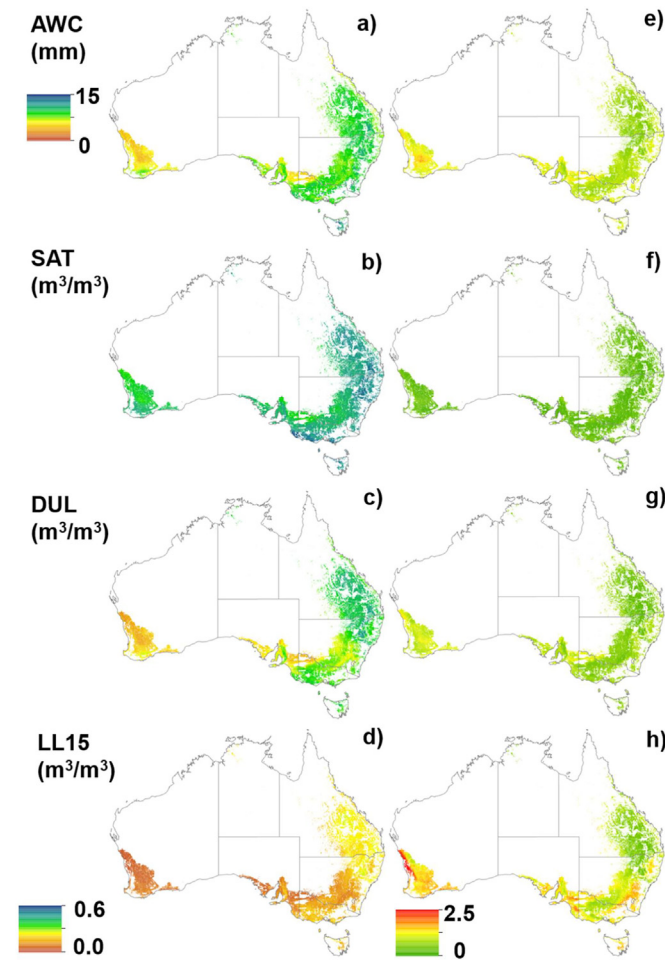 AWC
(mm)
a)
e)
15
0
SAT
(m³/m³)
b)
f)
DUL
(m³/m³)
c)
g)
LL15
(m³/m³)
d)
h)
0.6
0.0
2.5
0